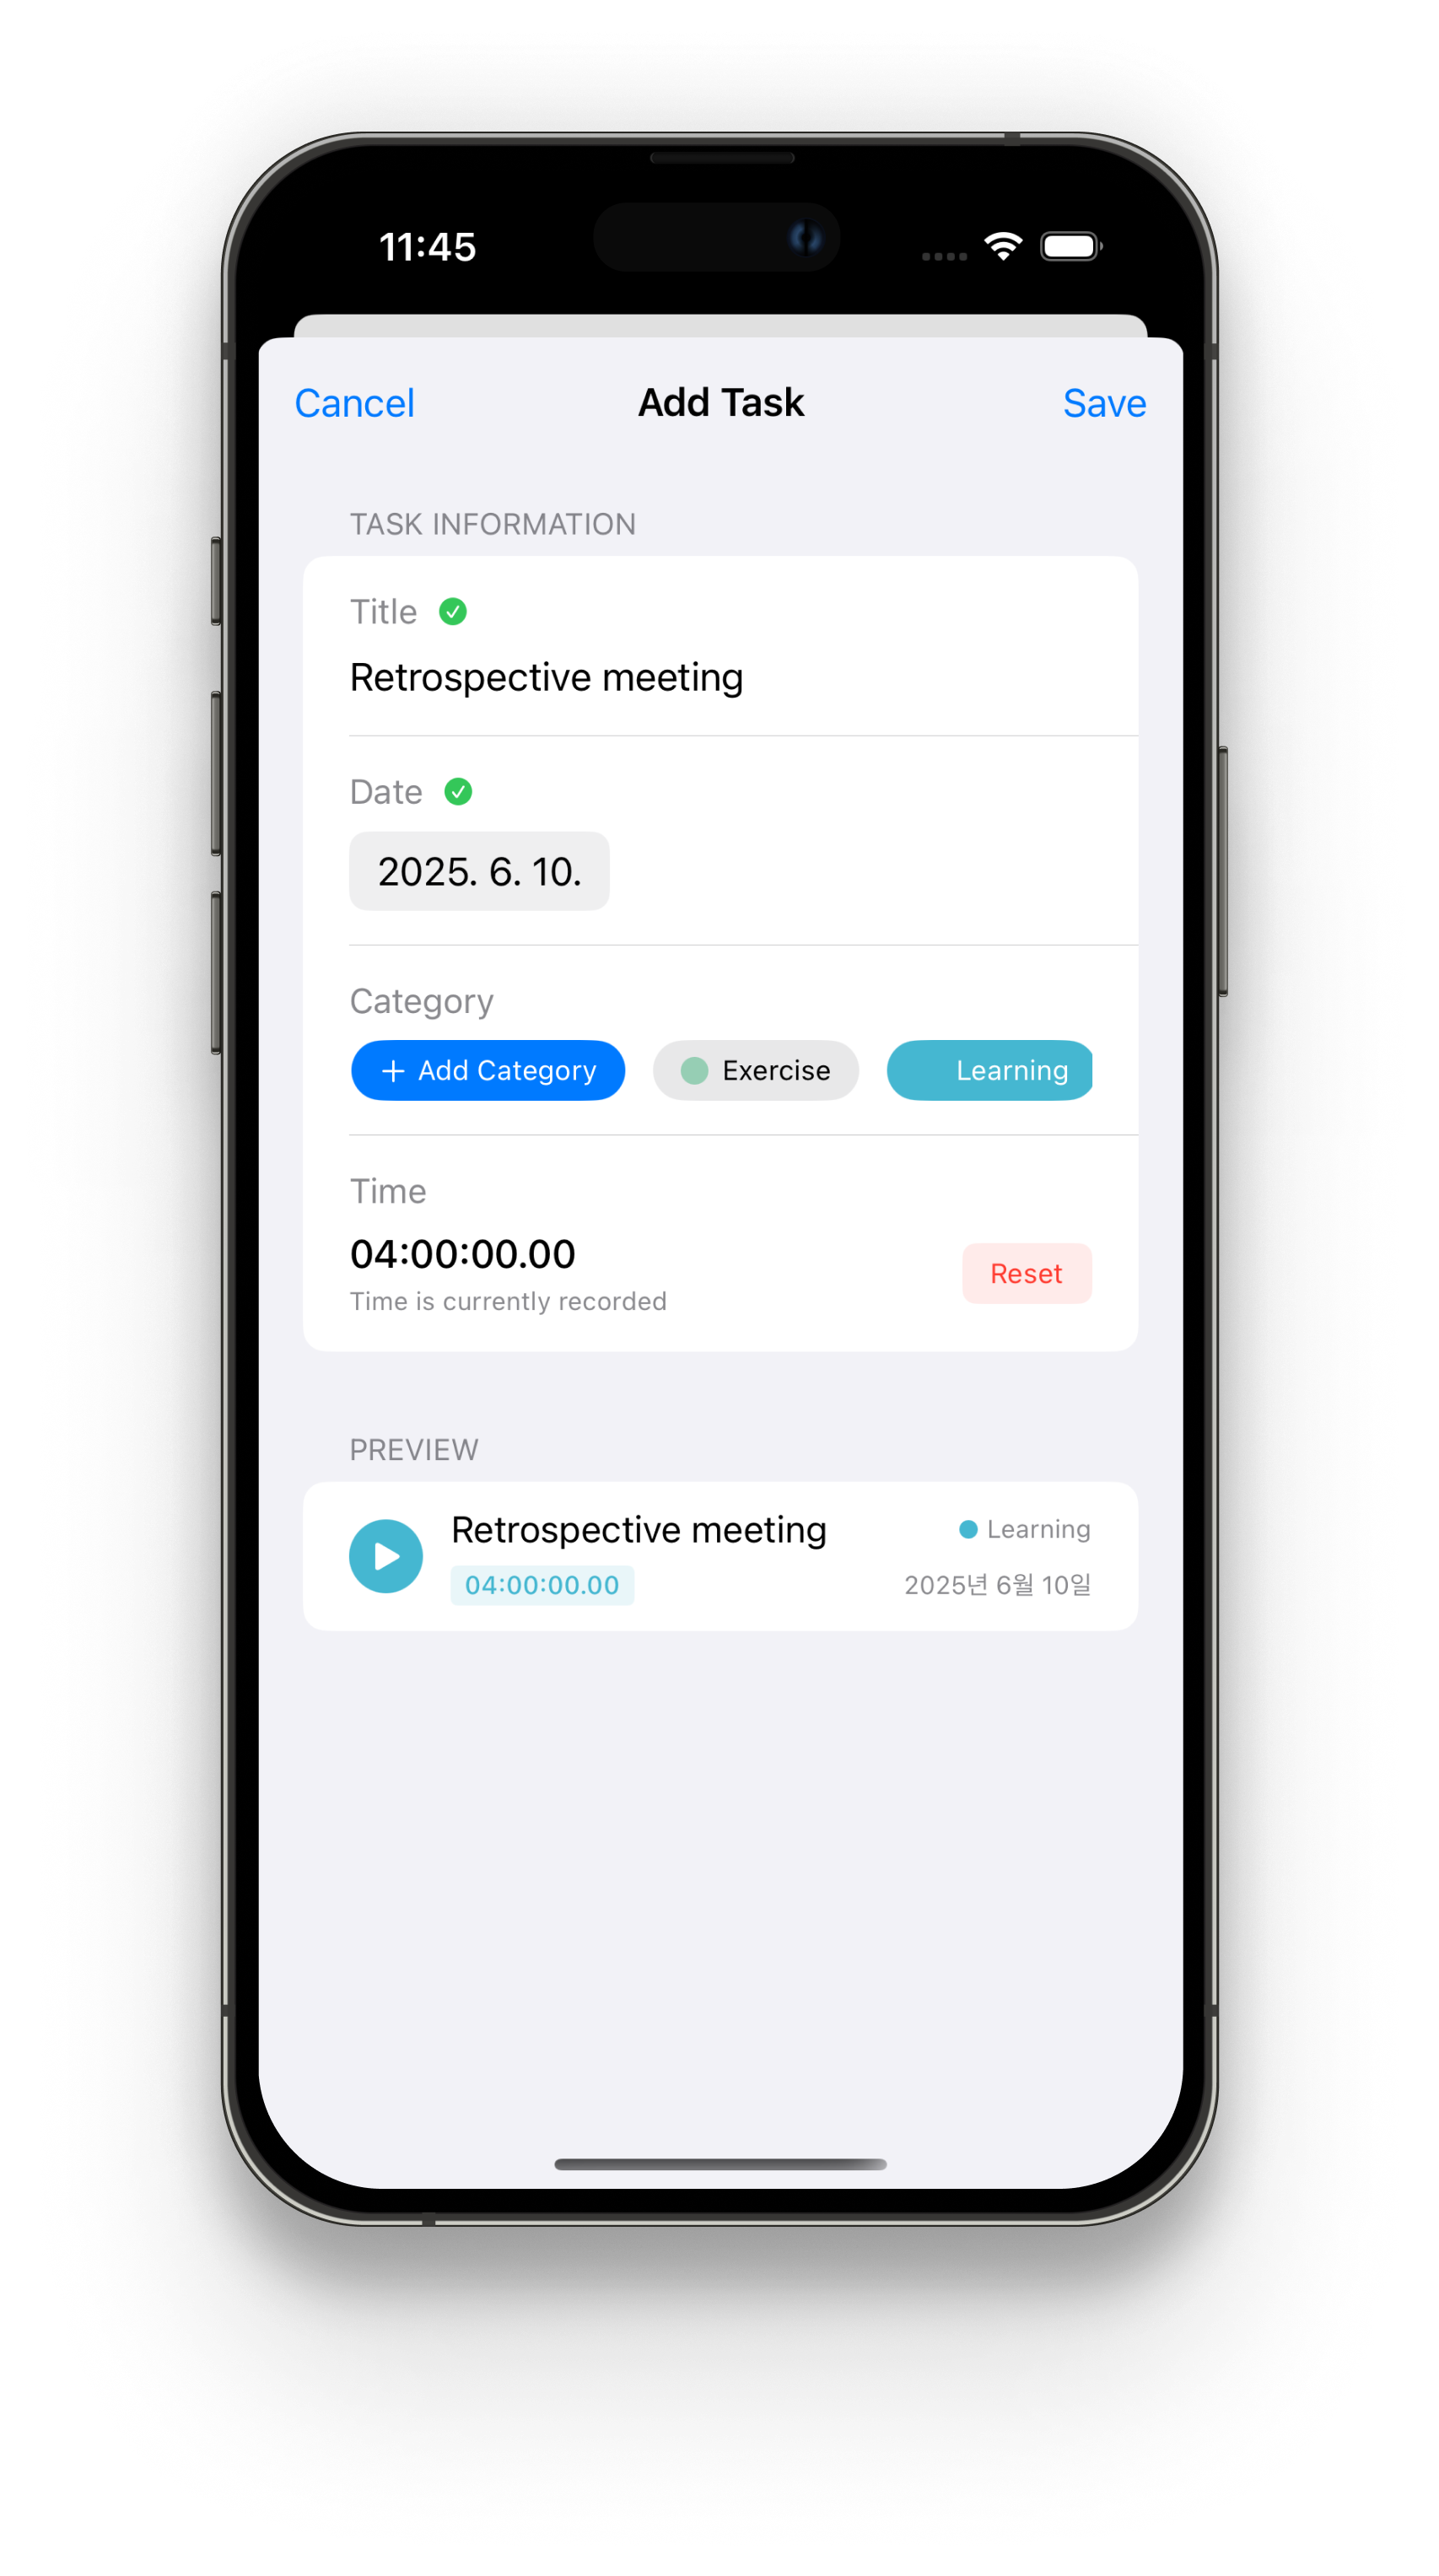 11:45
Cancel Add Task Save
TASK INFORMATION
Title
Retrospective meeting
Date
2025. 6. 10.
Category
+ Add Category Exercise Learning
Time
04:00:00.00
Time is currently recorded
Reset
PREVIEW
Retrospective meeting Learning
04:00:00.00 2025년 6월 10일